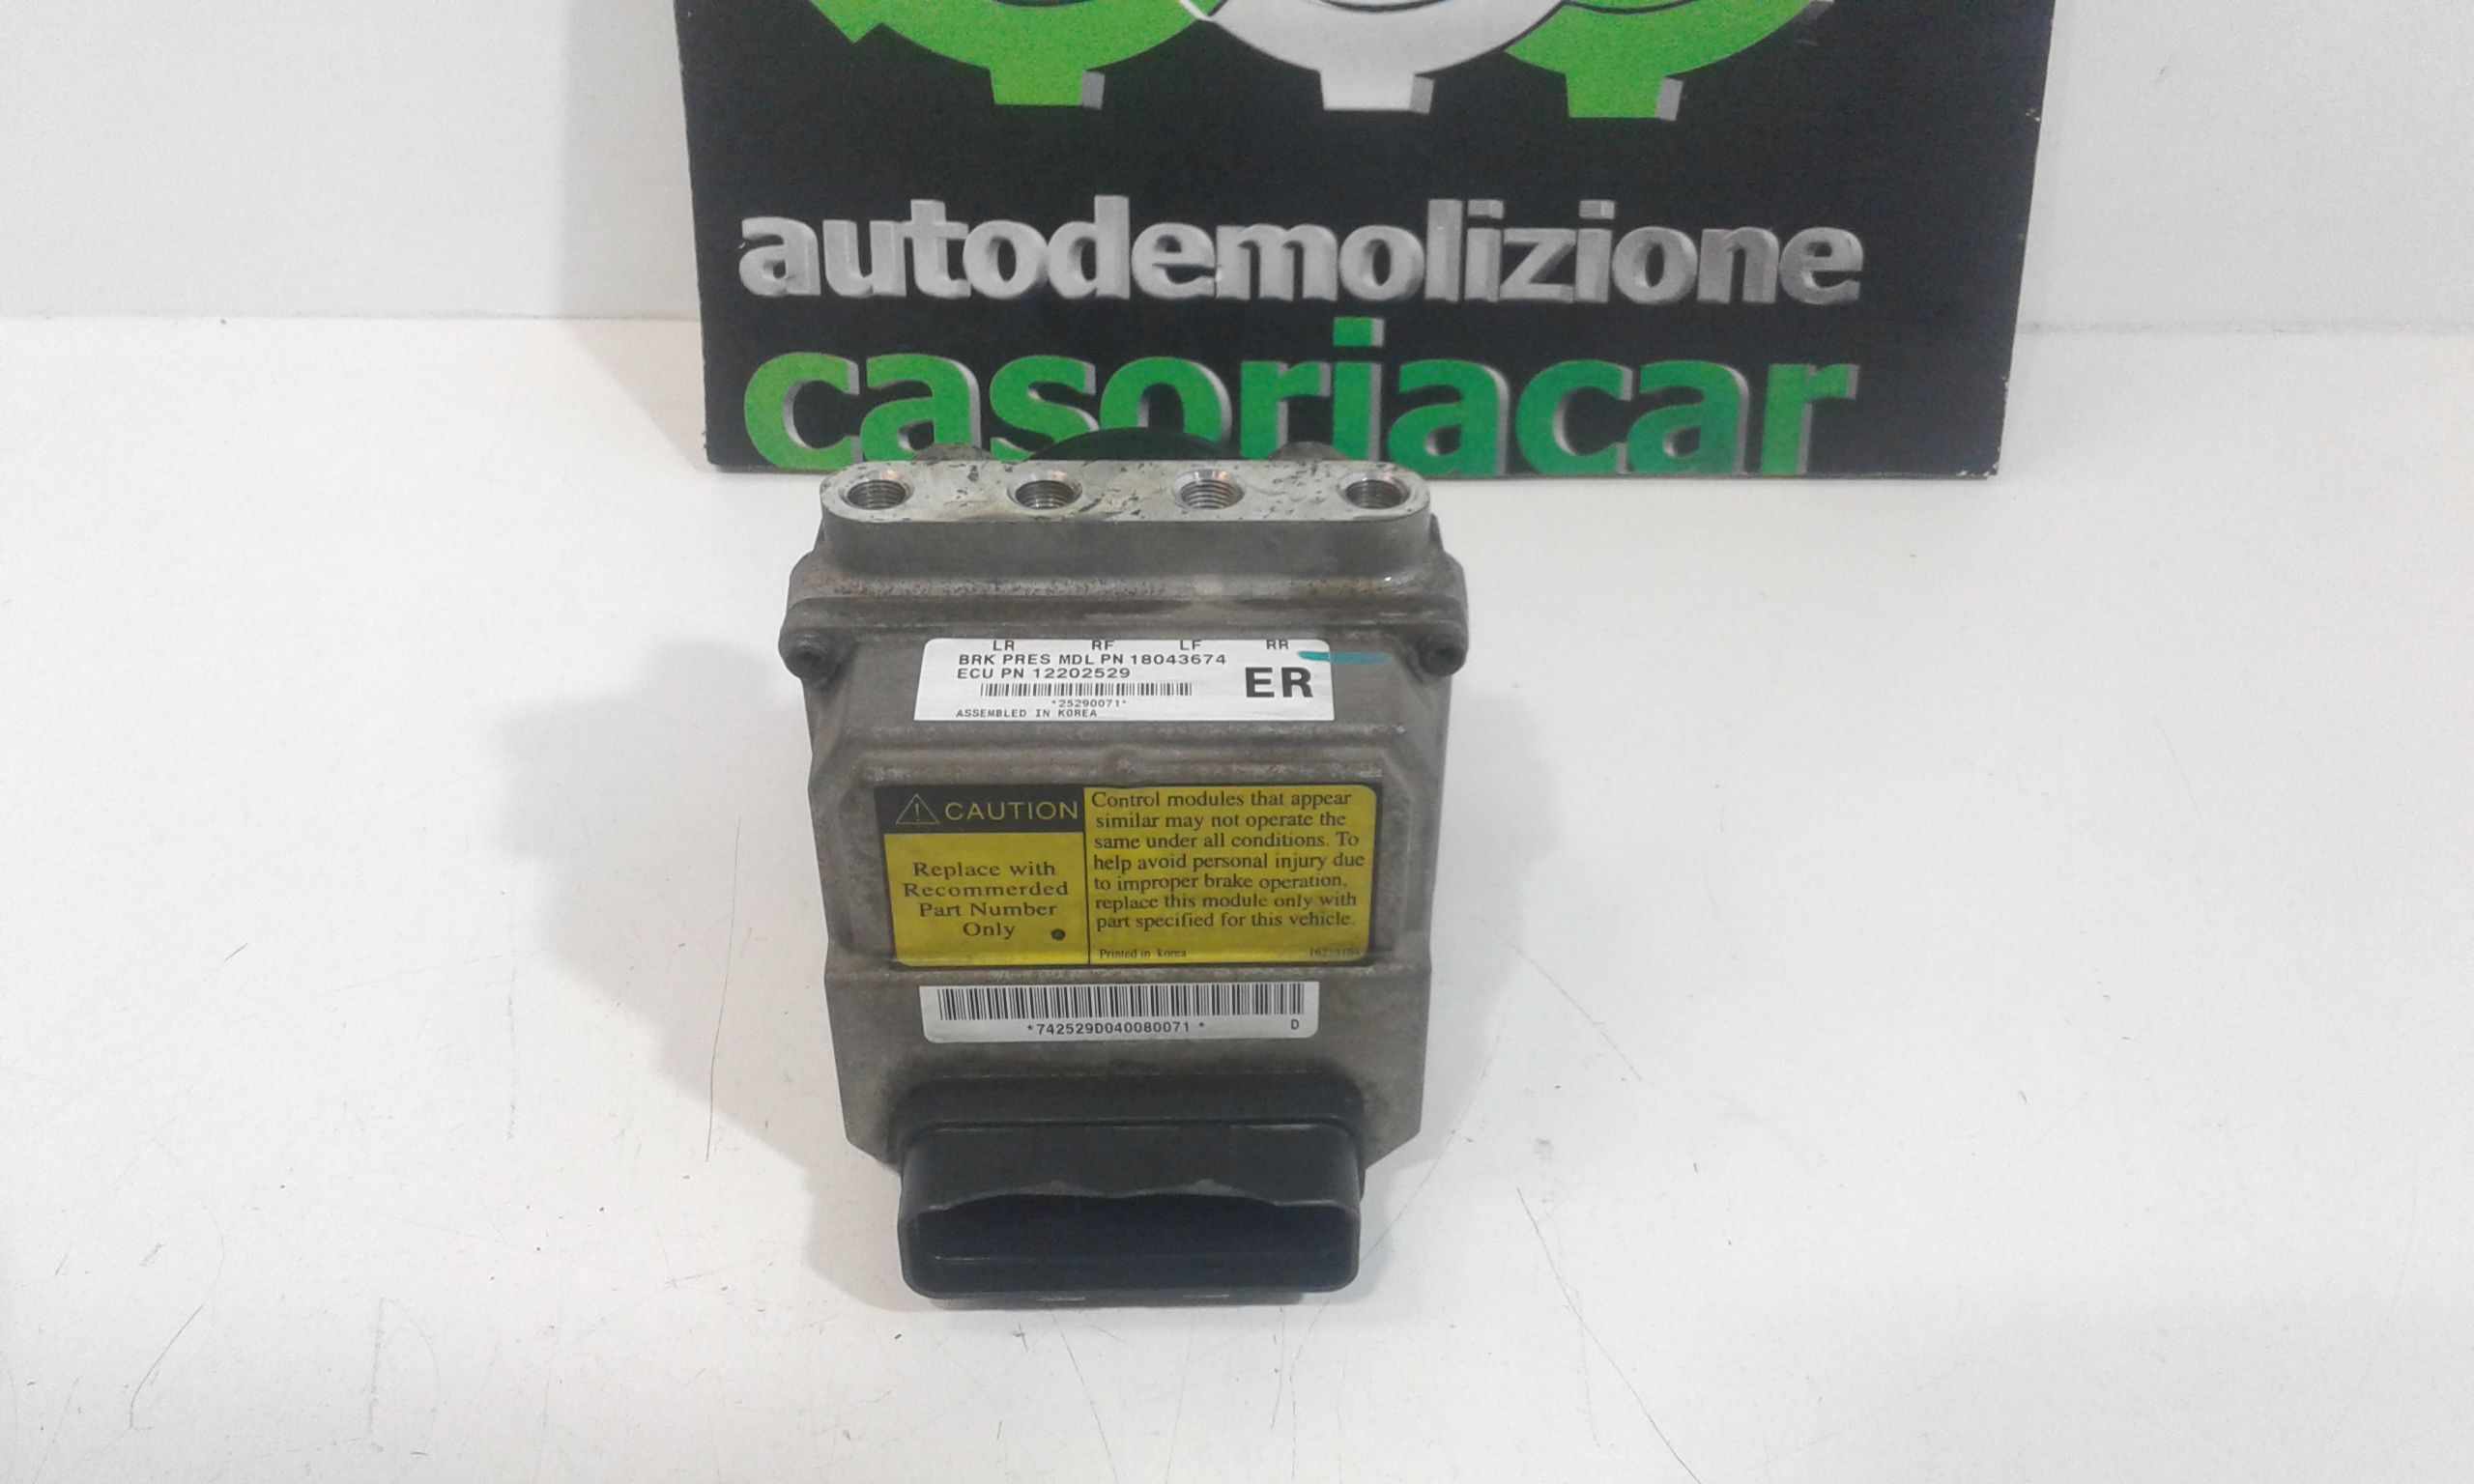 autodemolizione
casoriacar
LR RF LF RR
BRK PRES MDL PN 18043674
ECU PN 12202529
ER
*25290071*
ASSEMBLED IN KOREA
CAUTION
Replace with
Recommerded
Part Number
Only
Control modules that appear
similar may not operate the
same under all conditions. To
help avoid personal injury due
to improper brake operation,
replace this module only with
part specified for this vehicle.
Printed in korea
*742529D040080071 * D